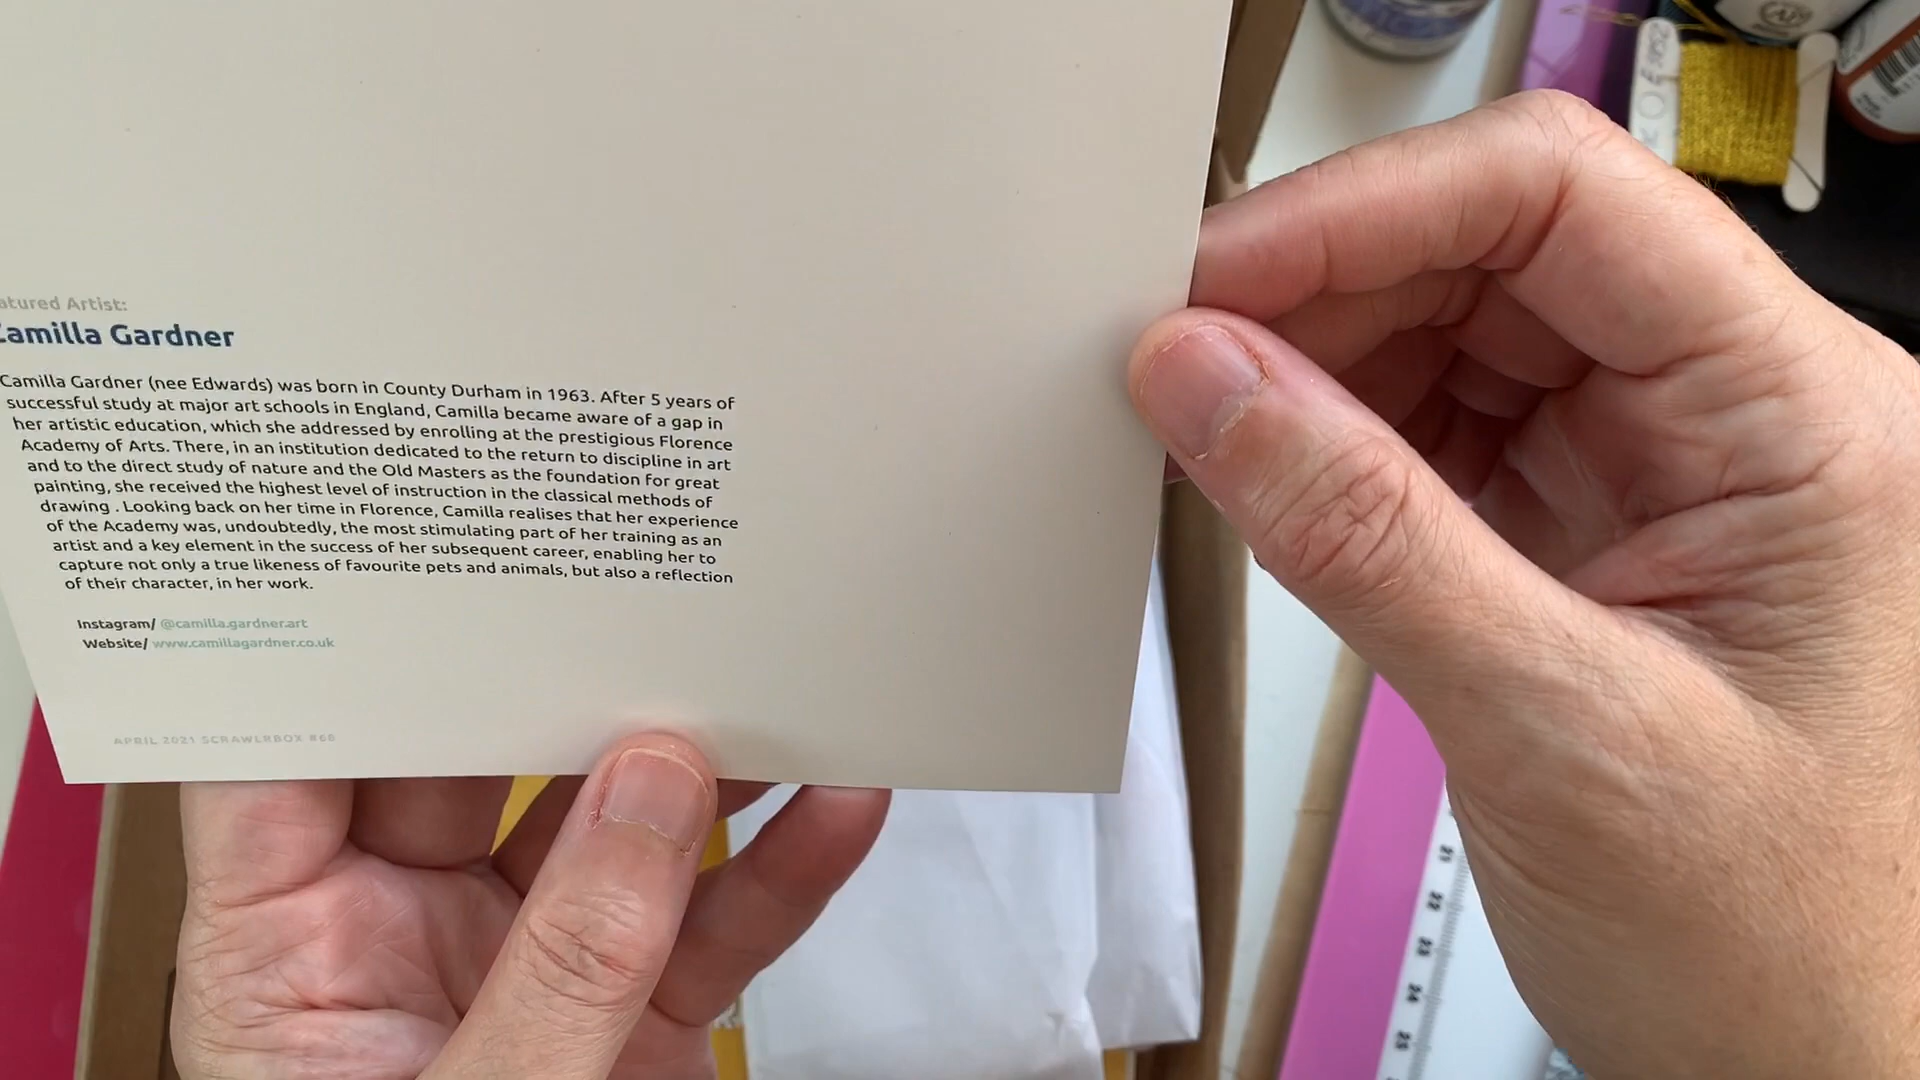 atured Artist:
Camilla Gardner
Camilla Gardner (nee Edwards) was born in County Durham in 1963. After 5 years of
successful study at major art schools in England, Camilla became aware of a gap in
her artistic education, which she addressed by enrolling at the prestigious Florence
Academy of Arts. There, in an institution dedicated to the return to discipline in art
and to the direct study of nature and the Old Masters as the foundation for great
painting, she received the highest level of instruction in the classical methods of
drawing . Looking back on her time in Florence, Camilla realises that her experience
of the Academy was, undoubtedly, the most stimulating part of her training as an
artist and a key element in the success of her subsequent career, enabling her to
capture not only a true likeness of favourite pets and animals, but also a reflection
of their character, in her work.
Instagram/ @camilla.gardner.art
Website/ www.camillagardner.co.uk
APRIL 2021 SCRAWLRBOX #68
21
22
23
24
25